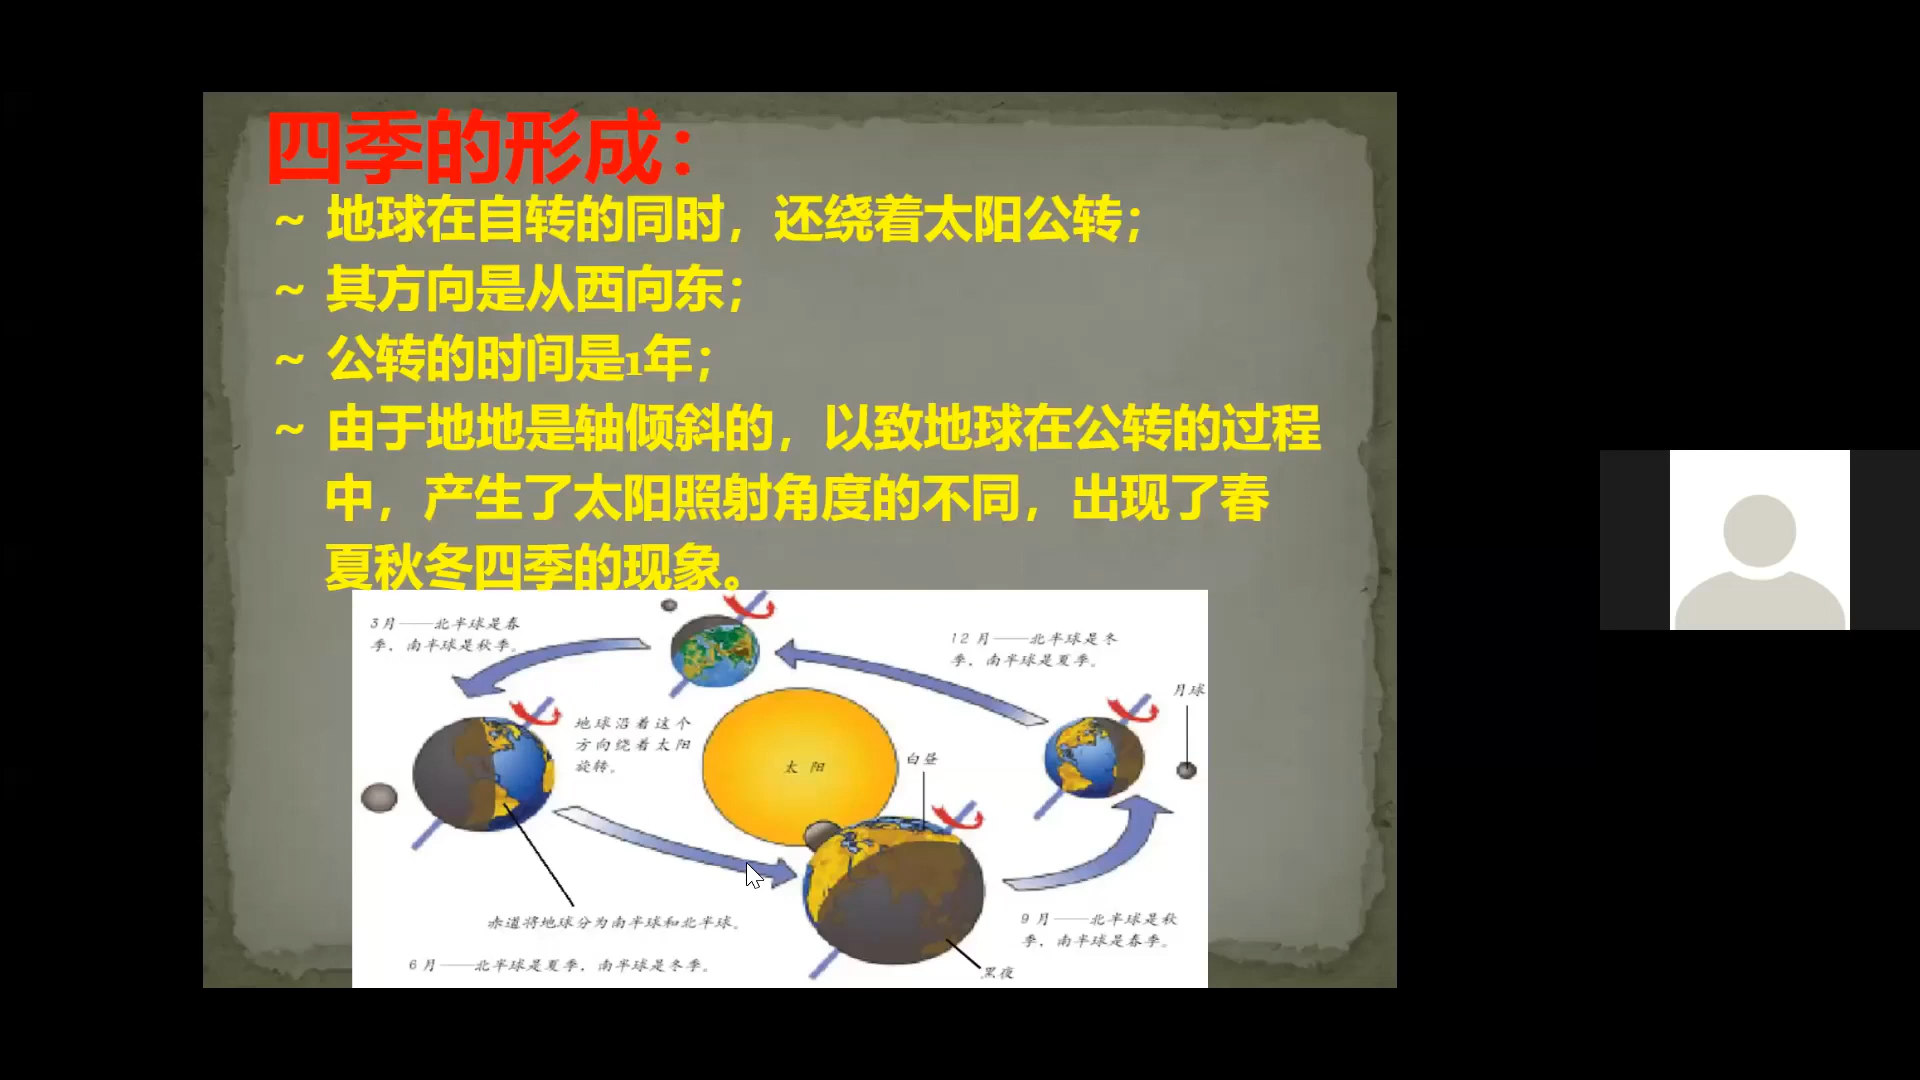 四季的形成：
~ 地球在自转的同时，还绕着太阳公转；
~ 其方向是从西向东；
~ 公转的时间是1年；
~ 由于地地是轴倾斜的，以致地球在公转的过程
中，产生了太阳照射角度的不同，出现了春
夏秋冬四季的现象。
3月——北半球是春
季，南半球是秋季。
12月——北半球是冬
季，南半球是夏季。
月球
地球沿着这个
方向绕着太阳
旋转。
太阳
白昼
赤道将地球分为南半球和北半球。
9月——北半球是秋
季，南半球是春季。
6月——北半球是夏季，南半球是冬季。
黑夜